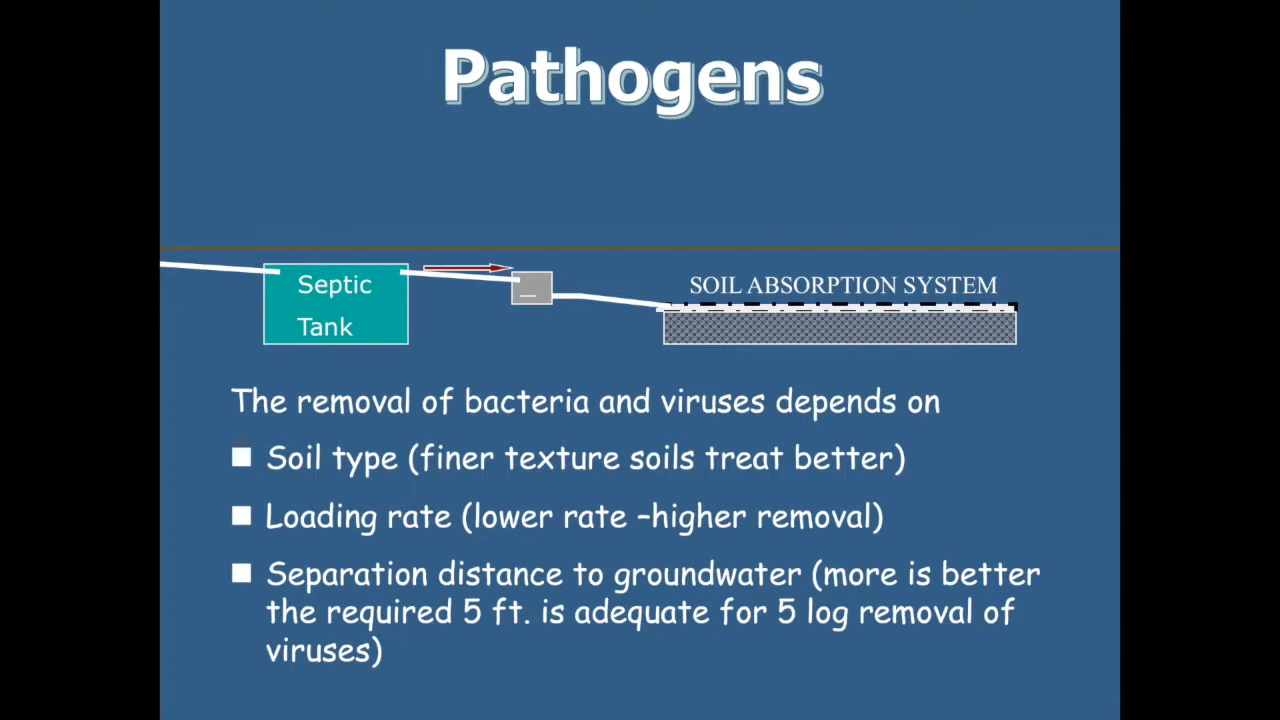 Pathogens
Septic
Tank
SOIL ABSORPTION SYSTEM
The removal of bacteria and viruses depends on
Soil type (finer texture soils treat better)
Loading rate (lower rate –higher removal)
Separation distance to groundwater (more is better
the required 5 ft. is adequate for 5 log removal of
viruses)